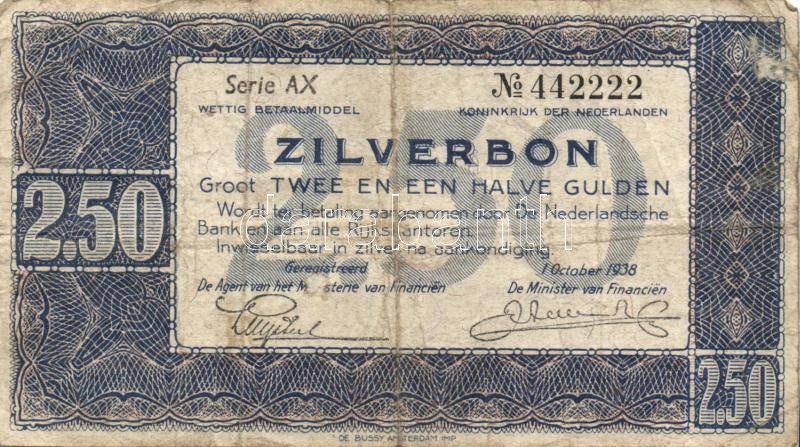 Serie AX
№ 442222
WETTIG BETAALMIDDEL
KONINKRIJK DER NEDERLANDEN
250
ZILVERBON
Groot TWEE EN EEN HALVE GULDEN
Wordt ter betaling aangenomen door De Nederlandsche
Bank en aan alle Rijkskantoren.
Inwisselbaar in zilver na aankondiging.
2.50
Geregistreerd
1 October 1938
De Agent van het Ministerie van Financiën
De Minister van Financiën
2.50
DE BUSSY AMSTERDAM IMP.